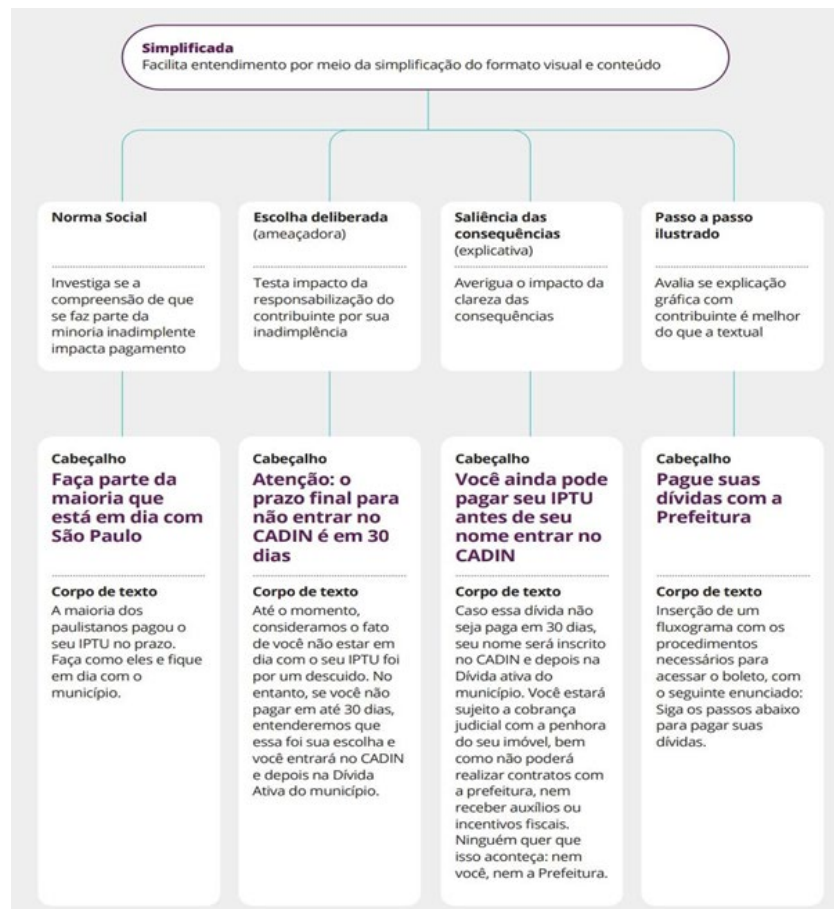 Simplificada
Facilita entendimento por meio da simplificação do formato visual e conteúdo
Norma Social
Investiga se a
compreensão de que
se faz parte da
minoria inadimplente
impacta pagamento
Escolha deliberada
(ameaçadora)
Testa impacto da
responsabilização do
contribuinte por sua
inadimplência
Saliência das
consequências
(explicativa)
Averigua o impacto da
clareza das
consequências
Passo a passo
ilustrado
Avalia se explicação
gráfica com
contribuinte é melhor
do que a textual
Cabeçalho
Faça parte da
maioria que
está em dia com
São Paulo
Corpo de texto
A maioria dos
paulistanos pagou o
seu IPTU no prazo.
Faça como eles e fique
em dia com o
município.
Cabeçalho
Atenção: o
prazo final para
não entrar no
CADIN é em 30
dias
Corpo de texto
Até o momento,
consideramos o fato
de você não estar em
dia com o seu IPTU foi
por um descuido. No
entanto, se você não
pagar em até 30 dias,
entenderemos que
essa foi sua escolha e
você entrará no CADIN
e depois na Dívida
Ativa do município.
Cabeçalho
Você ainda pode
pagar seu IPTU
antes de seu
nome entrar no
CADIN
Corpo de texto
Caso essa dívida não
seja paga em 30 dias,
seu nome será inscrito
no CADIN e depois na
Dívida ativa do
município. Você estará
sujeito a cobrança
judicial com a penhora
do seu imóvel, bem
como não poderá
realizar contratos com
a prefeitura, nem
receber auxílios ou
incentivos fiscais.
Ninguém quer que
isso aconteça: nem
você, nem a Prefeitura.
Cabeçalho
Pague suas
dívidas com a
Prefeitura
Corpo de texto
Inserção de um
fluxograma com os
procedimentos
necessários para
acessar o boleto, com
o seguinte enunciado:
Siga os passos abaixo
para pagar suas
dívidas.